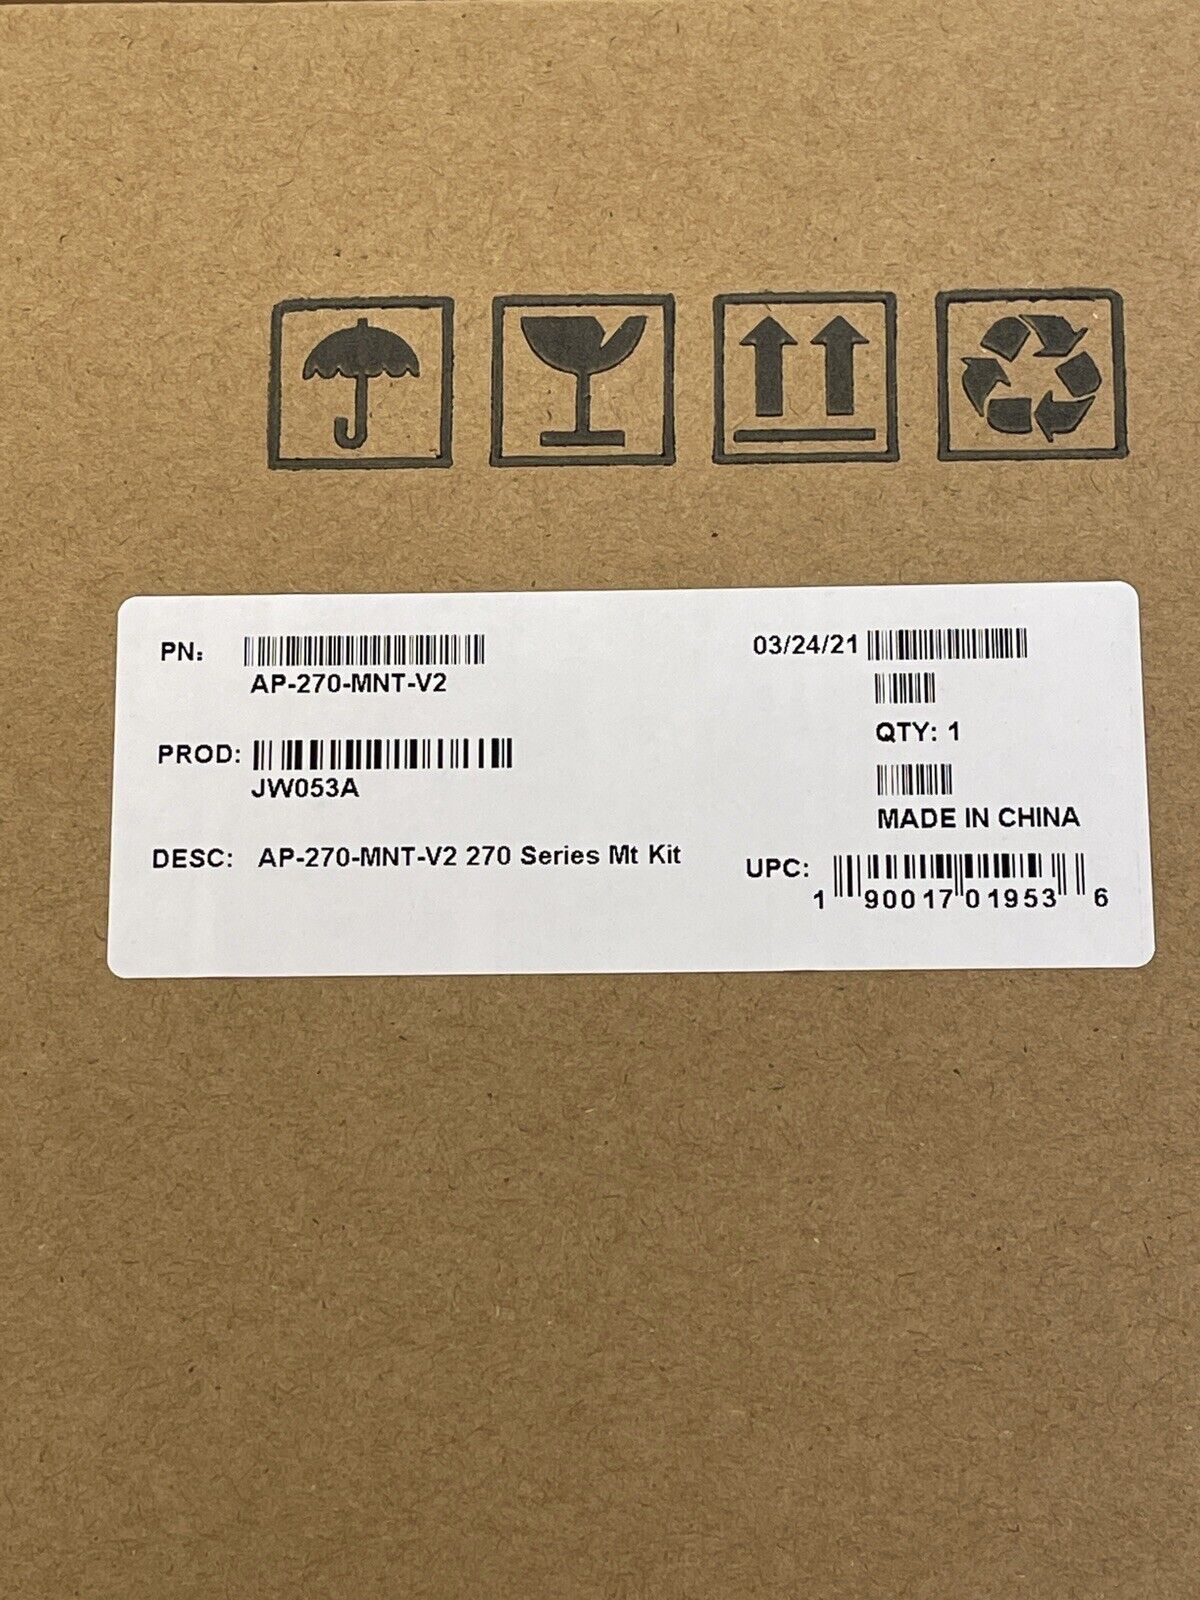 PN:
AP-270-MNT-V2
PROD:
JW053A
DESC: AP-270-MNT-V2 270 Series Mt Kit
03/24/21
QTY: 1
MADE IN CHINA
UPC:
1 90017 01953 6